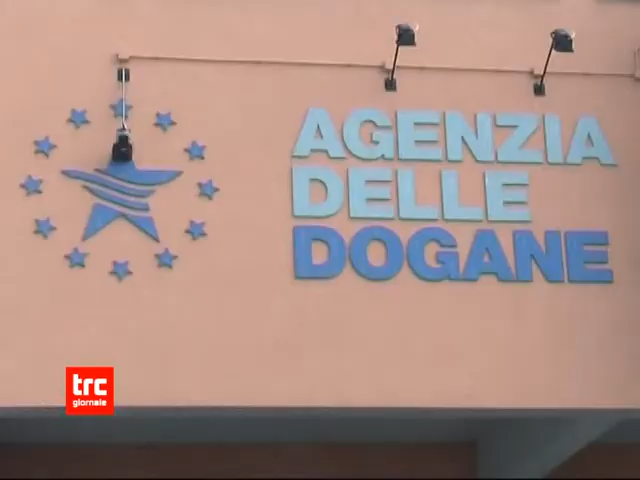 AGENZIA
DELLE
DOGANE
trc
giornale